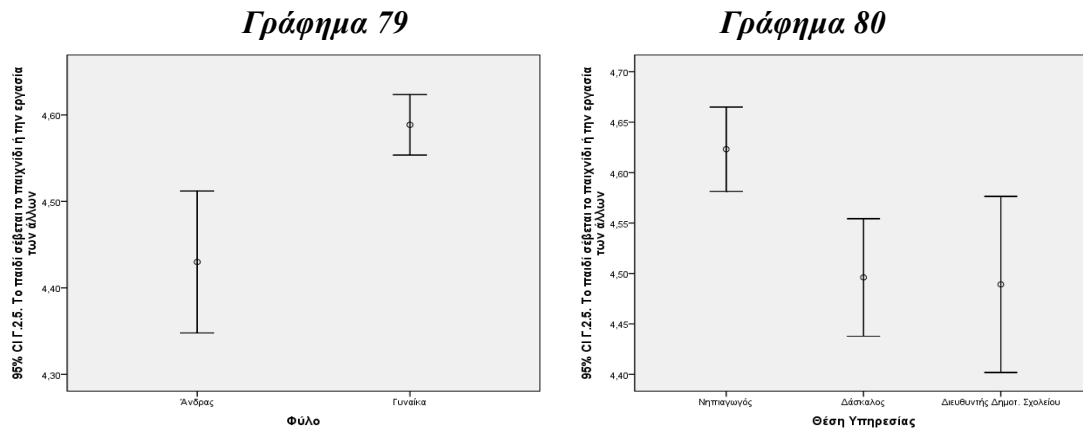 Γράφημα 79
95% CI Γ.2.5. Το παιδί σέβεται το παιχνίδι ή την εργασία
των άλλων
4,60
4,50
4,40
4,30
Άνδρας Γυναίκα
Φύλο
Γράφημα 80
95% CI Γ.2.5. Το παιδί σέβεται το παιχνίδι ή την εργασία
των άλλων
4,70
4,65
4,60
4,55
4,50
4,45
4,40
Νηπιαγωγός Δάσκαλος Διευθυντής Δημοτ. Σχολείου
Θέση Υπηρεσίας